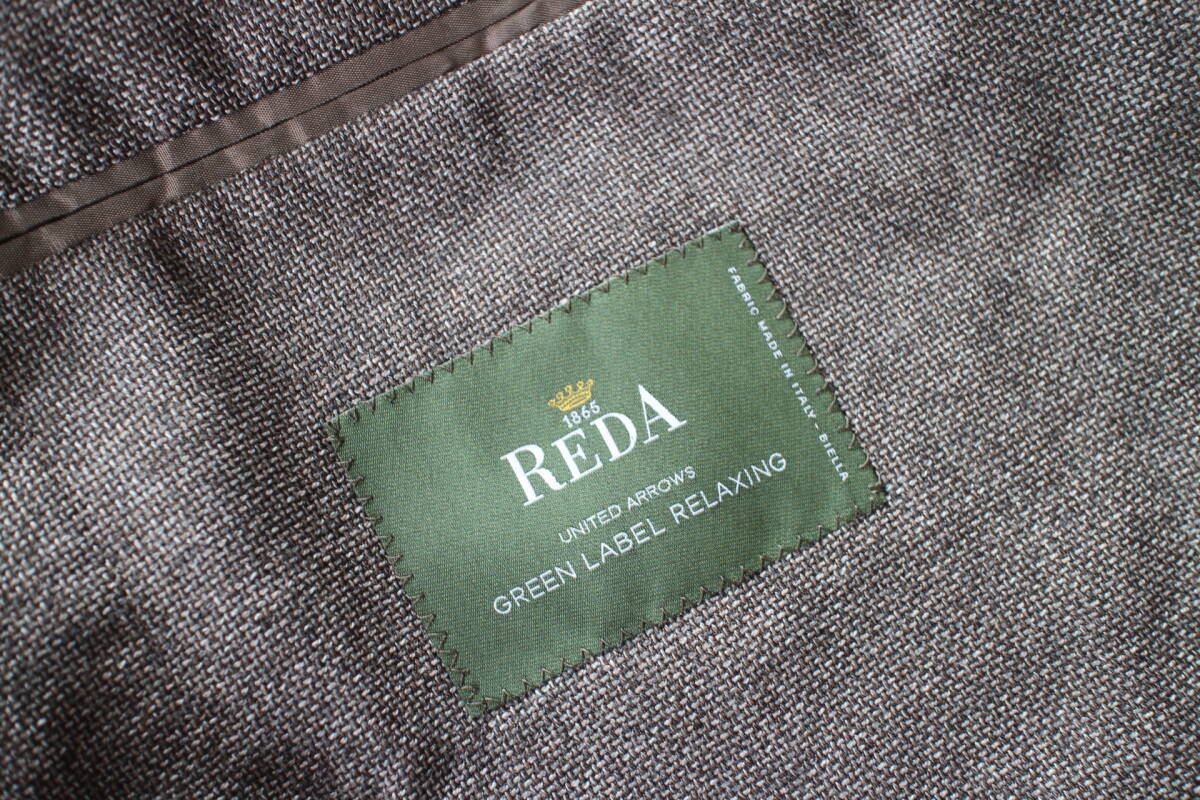 1865
REDA
UNITED ARROWS
GREEN LABEL RELAXING
FABRIC MADE IN ITALY - BIELLA